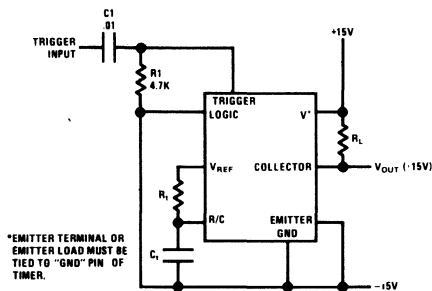 C1
.01
TRIGGER
INPUT
R1
4.7K
+15V
TRIGGER
LOGIC
V+
RL
VREF
COLLECTOR
VOUT (·15V)
Rt
R/C
EMITTER
GND
Ct
*EMITTER TERMINAL OR
EMITTER LOAD MUST BE
TIED TO "GND" PIN OF
TIMER.
-15V